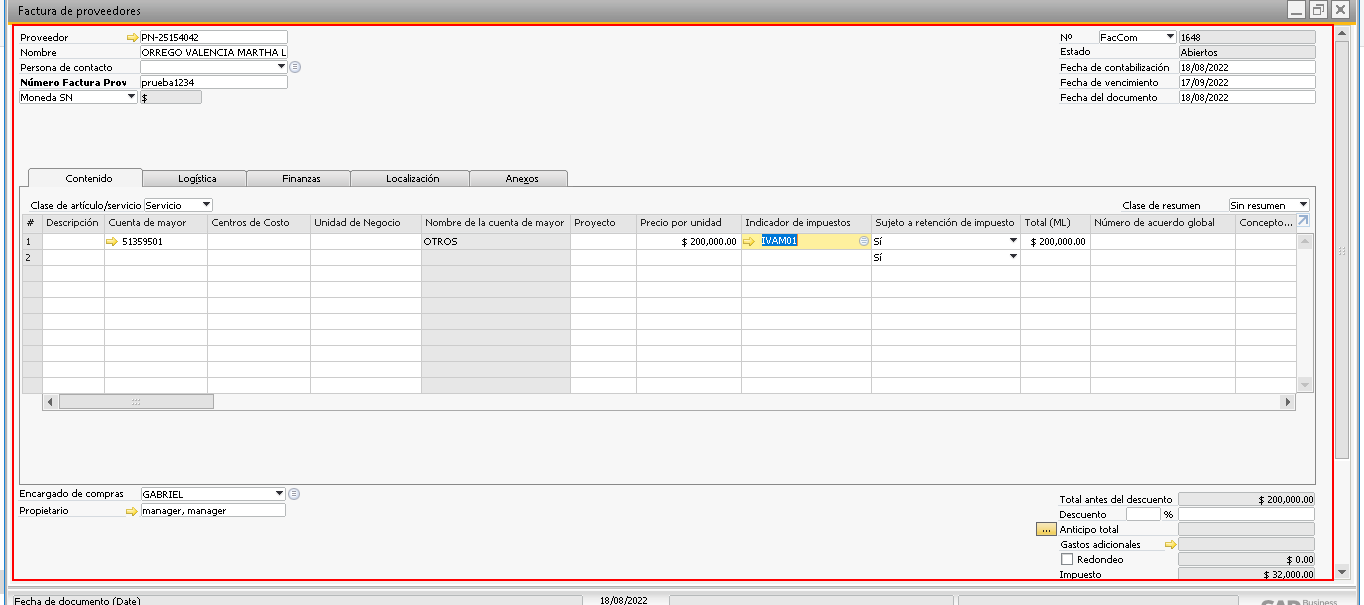 Factura de proveedores
Proveedor PN-25154042
Nombre ORREGO VALENCIA MARTHA L
Persona de contacto
Número Factura Prov prueba1234
Moneda SN $
Nº FacCom 1648
Estado Abiertos
Fecha de contabilización 18/08/2022
Fecha de vencimiento 17/09/2022
Fecha del documento 18/08/2022
Contenido Logística Finanzas Localización Anexos
Clase de artículo/servicio Servicio Clase de resumen Sin resumen
# Descripción Cuenta de mayor Centros de Costo Unidad de Negocio Nombre de la cuenta de mayor Proyecto Precio por unidad Indicador de impuestos Sujeto a retención de impuesto Total (ML) Número de acuerdo global Concepto...
1 51359501 OTROS $ 200,000.00 IVAM01 Sí $ 200,000.00
2 Sí
Encargado de compras GABRIEL
Propietario manager, manager
Total antes del descuento $ 200,000.00
Descuento %
... Anticipo total
Gastos adicionales
Redondeo $ 0.00
Impuesto $ 32,000.00
Fecha de documento (Date) 18/08/2022
SAP Business